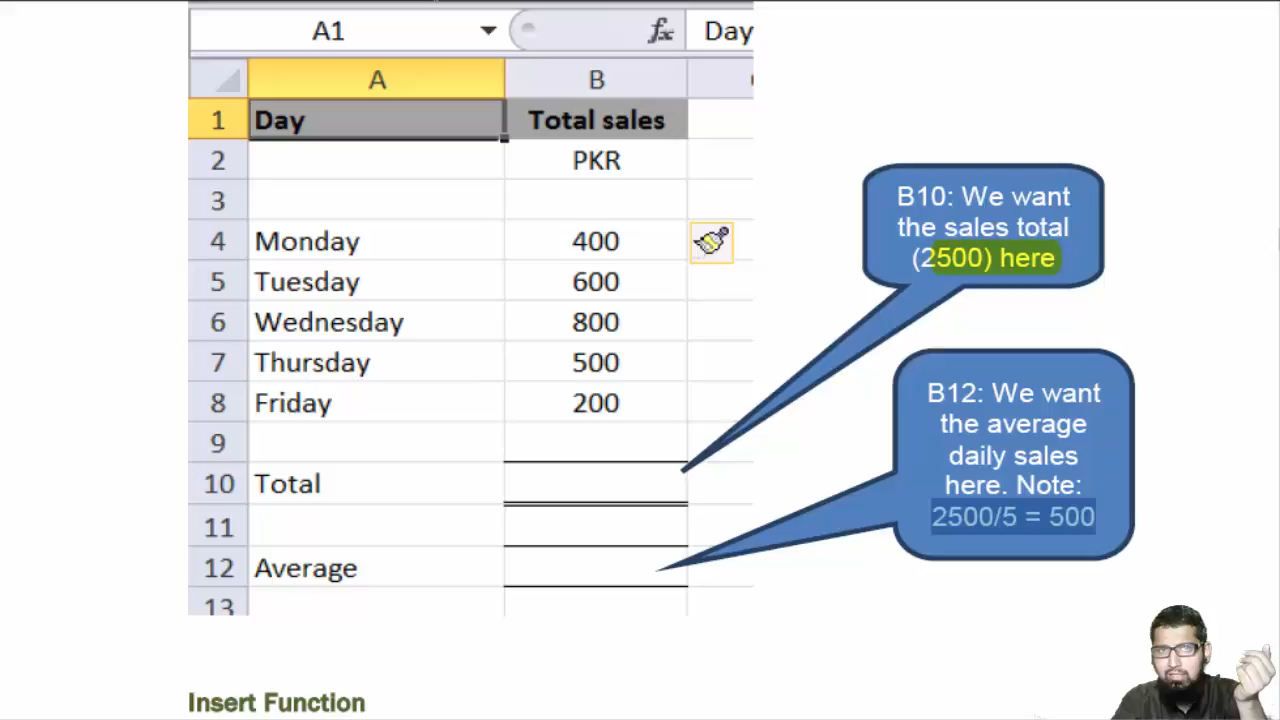 A1 fx Day
A B
1 Day Total sales
2 PKR
3
4 Monday 400
5 Tuesday 600
6 Wednesday 800
7 Thursday 500
8 Friday 200
9
10 Total
11
12 Average
13
B10: We want
the sales total
(2500) here
B12: We want
the average
daily sales
here. Note:
2500/5 = 500
Insert Function